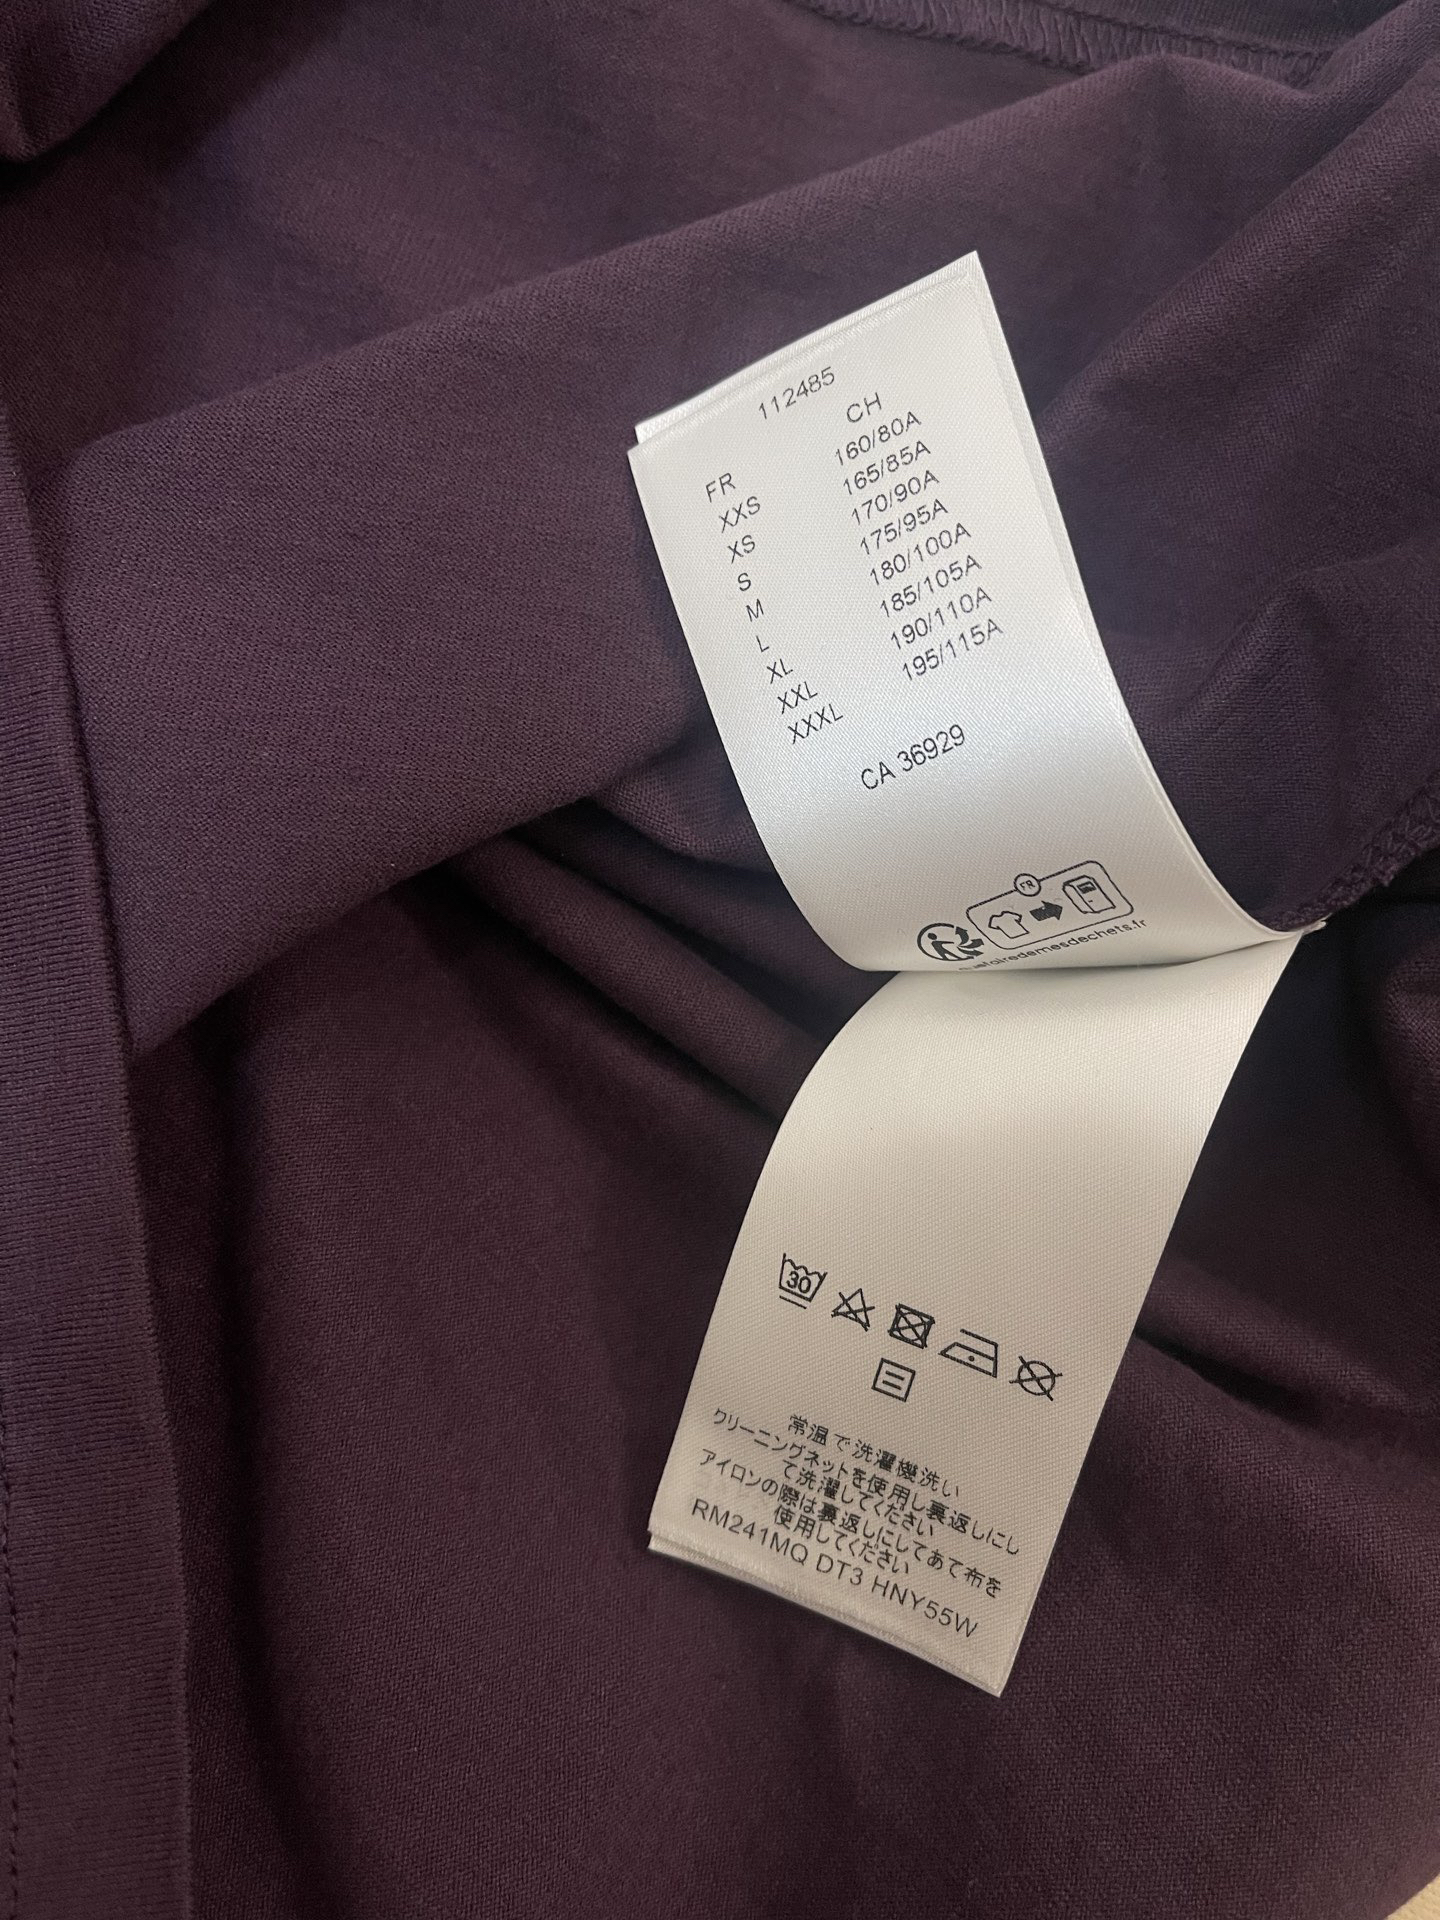 112485
FR CH
XXS 160/80A
XS 165/85A
S 170/90A
M 175/95A
L 180/100A
XL 185/105A
XXL 190/110A
XXXL 195/115A
CA 36929
FR
30
常温で洗濯機洗い
クリーニングネットを使用し裏返しにし
て洗濯してください
アイロンの際は裏返しにしてあて布を
使用してください
RM241MQ DT3 HNY55W